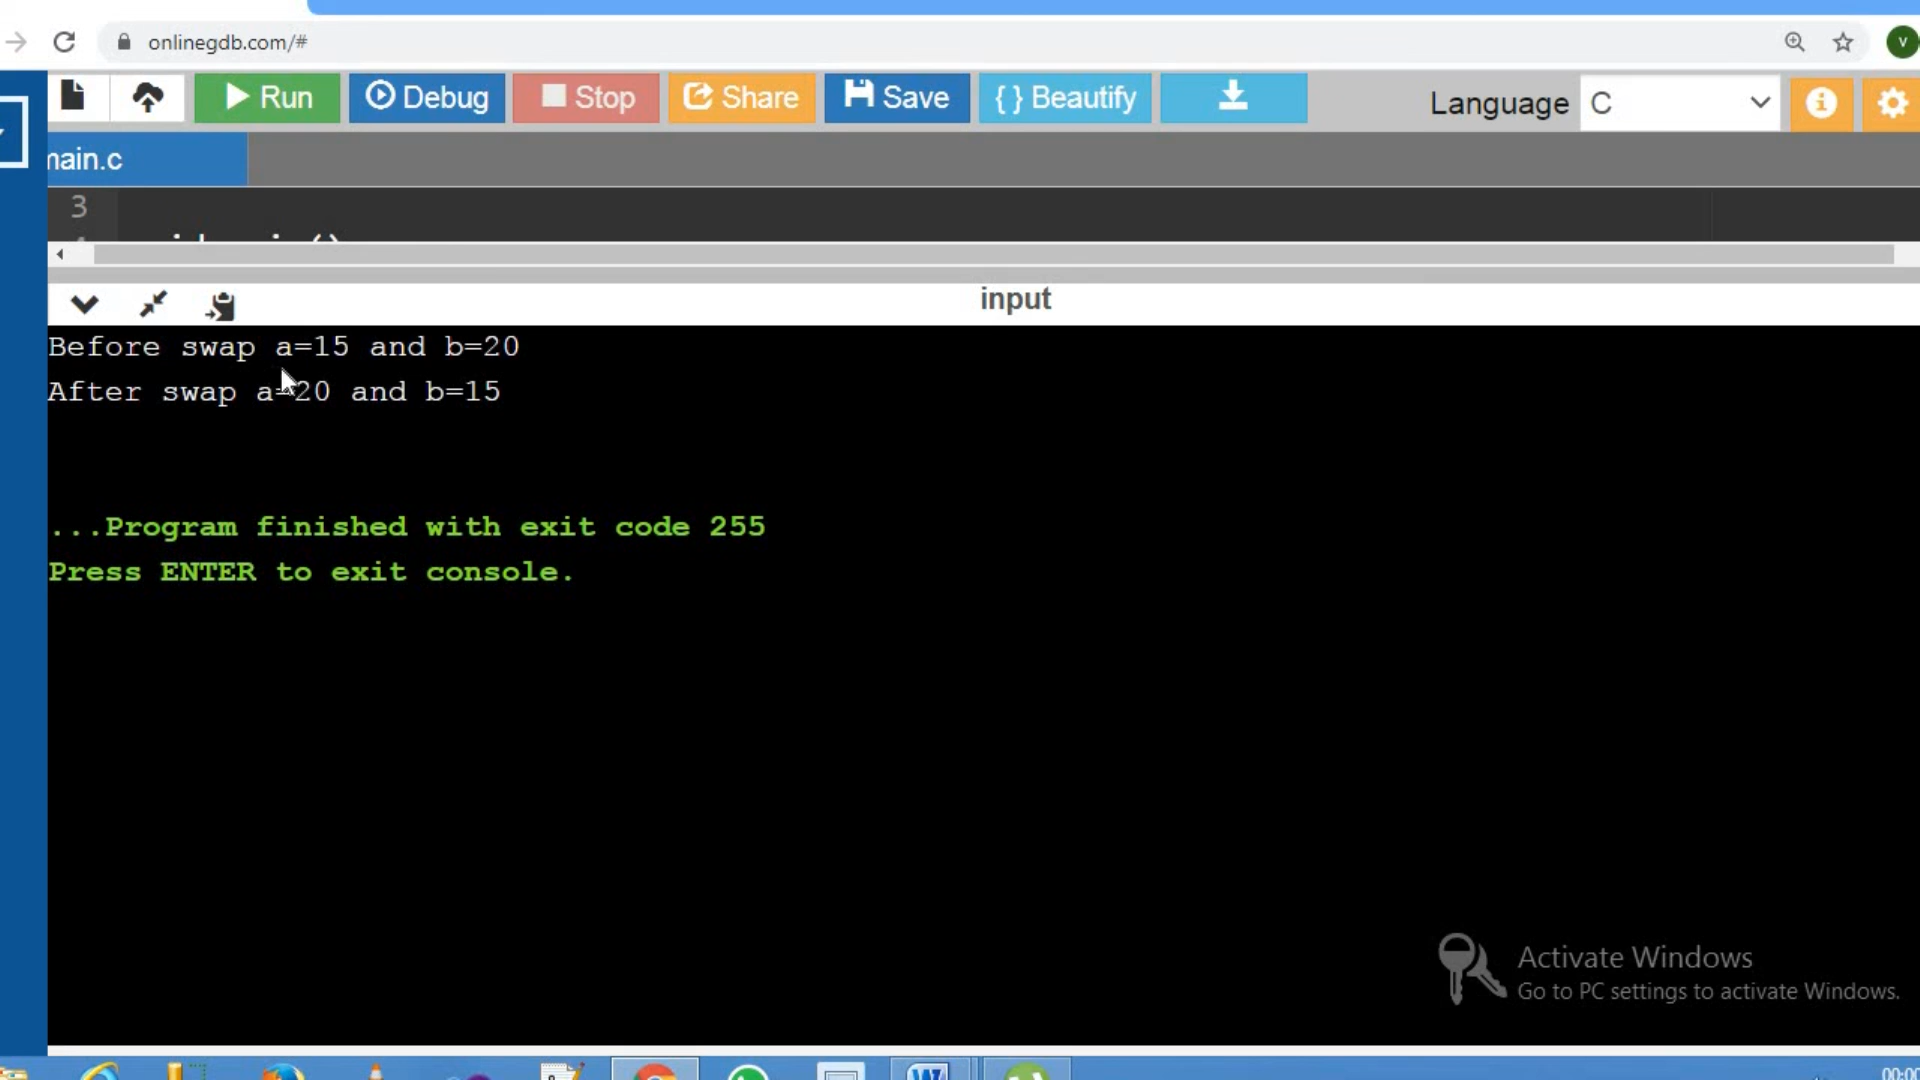 onlinegdb.com/#
V
Run Debug Stop Share Save { } Beautify Language C
main.c
3
input
Before swap a=15 and b=20
After swap a=20 and b=15
...Program finished with exit code 255
Press ENTER to exit console.
Activate Windows
Go to PC settings to activate Windows.